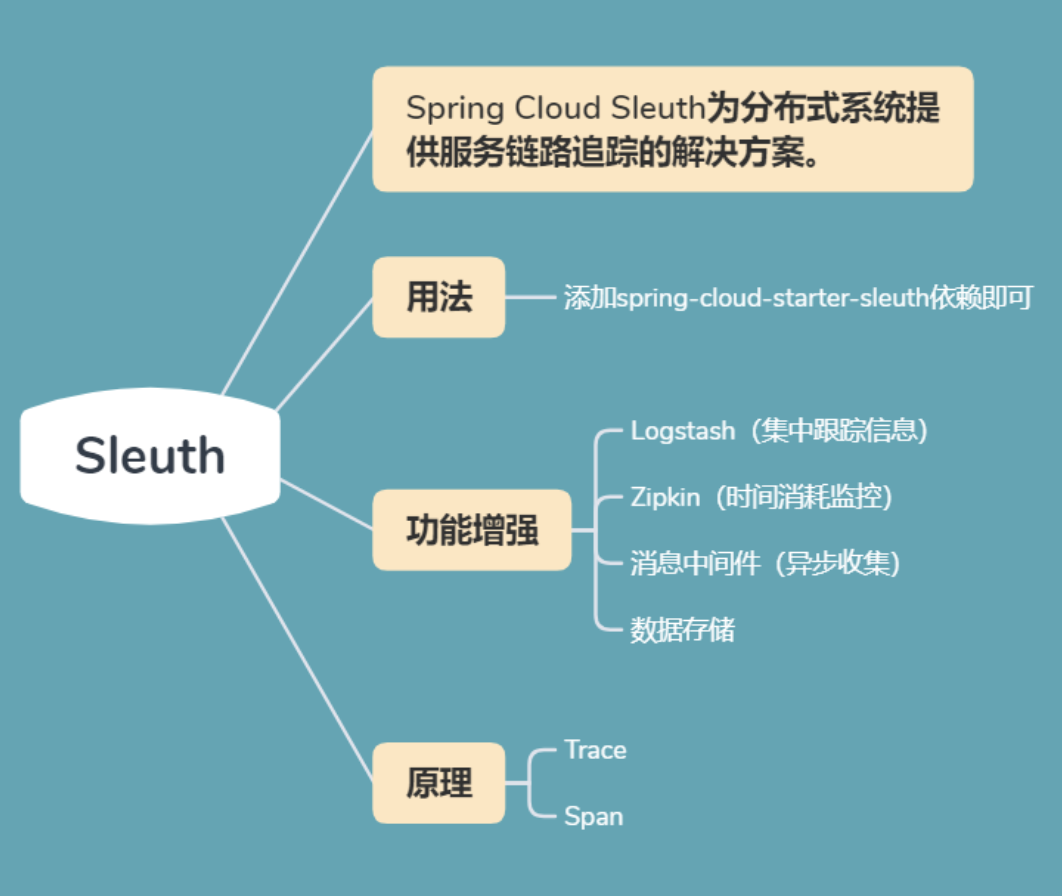 Spring Cloud Sleuth为分布式系统提
供服务链路追踪的解决方案。
用法
添加spring-cloud-starter-sleuth依赖即可
Sleuth
功能增强
Logstash（集中跟踪信息）
Zipkin（时间消耗监控）
消息中间件（异步收集）
数据存储
原理
Trace
Span